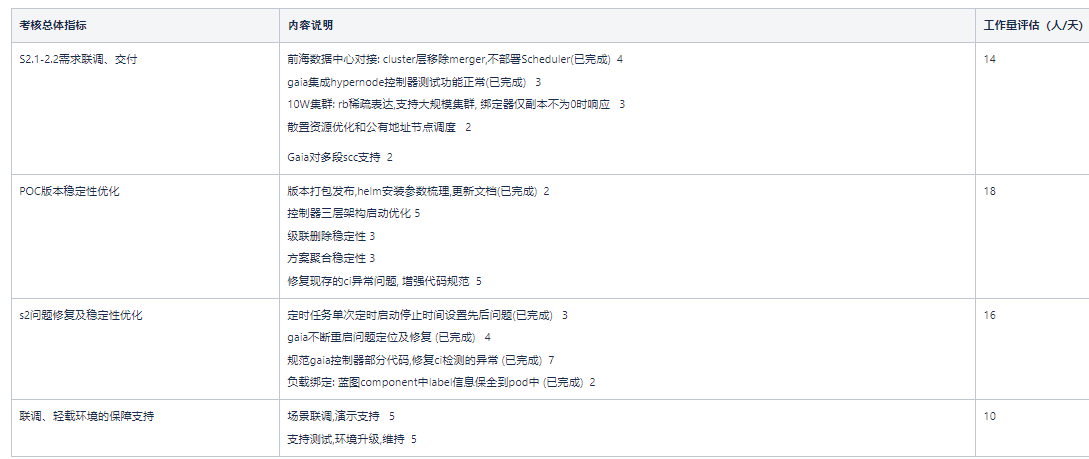 考核总体指标 内容说明 工作量评估（人/天）
S2.1-2.2需求联调、交付 前海数据中心对接: cluster层移除merger,不部署Scheduler(已完成) 4 14
gaia集成hypernode控制器测试功能正常(已完成) 3
10W集群: rb稀疏表达,支持大规模集群, 绑定器仅副本不为0时响应 3
散置资源优化和公有地址节点调度 2
Gaia对多段scc支持 2
POC版本稳定性优化 版本打包发布,helm安装参数梳理,更新文档(已完成) 2 18
控制器三层架构启动优化 5
级联删除稳定性 3
方案聚合稳定性 3
修复现存的ci异常问题, 增强代码规范 5
s2问题修复及稳定性优化 定时任务单次定时启动停止时间设置先后问题(已完成) 3 16
gaia不断重启问题定位及修复 (已完成) 4
规范gaia控制器部分代码,修复ci检测的异常 (已完成) 7
负载绑定: 蓝图component中label信息保全到pod中 (已完成) 2
联调、轻载环境的保障支持 场景联调,演示支持 5 10
支持测试,环境升级,维持 5